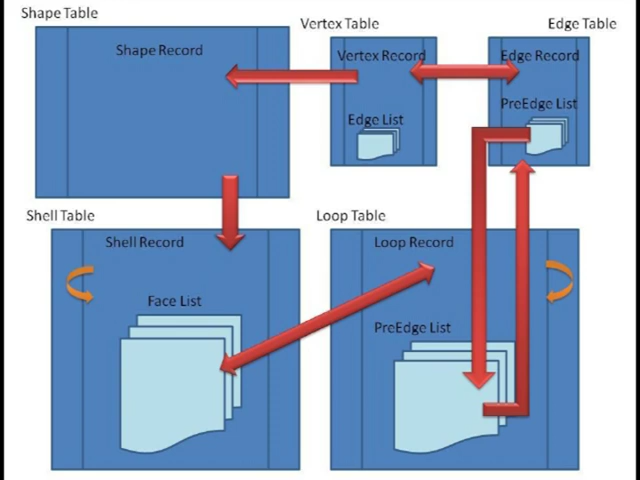 Shape Table
Vertex Table
Edge Table
Shape Record
Vertex Record
Edge Record
PreEdge List
Edge List
Shell Table
Loop Table
Shell Record
Loop Record
Face List
PreEdge List